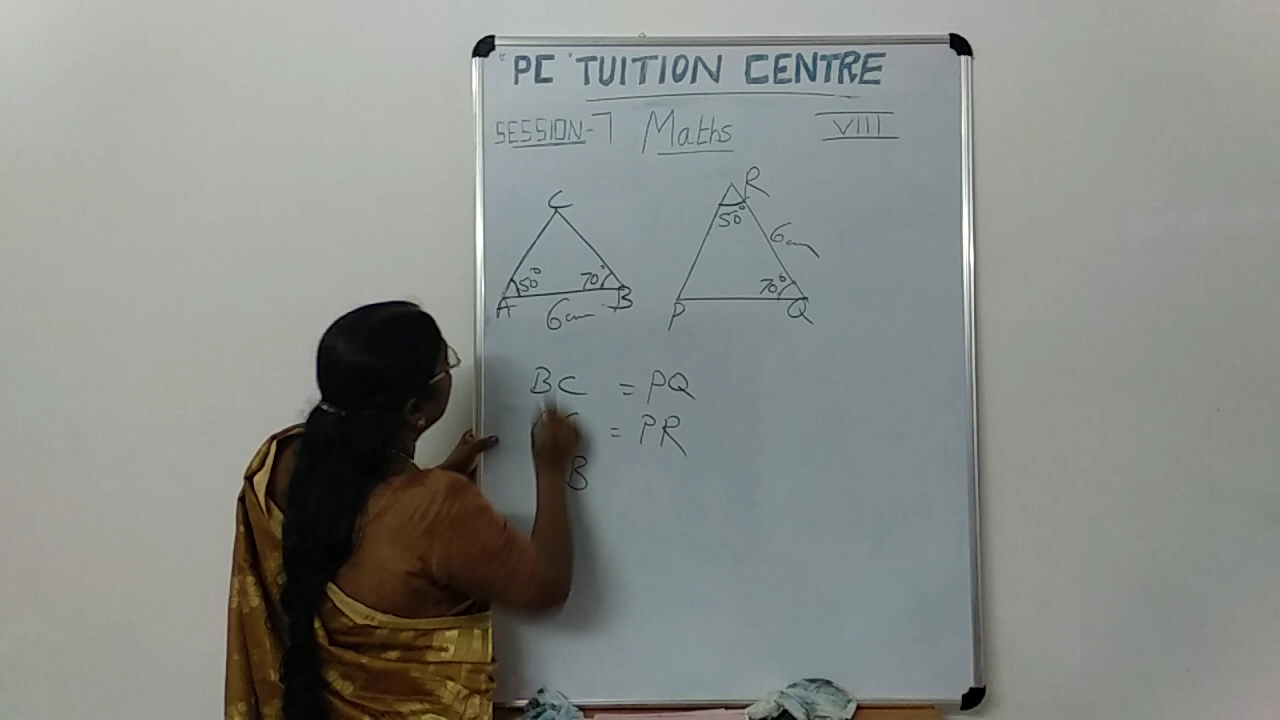 "PC TUITION CENTRE
SESSION-7 Maths VIII
C
R
50°
6cm
50° 70°
70°
A B
6cm
P Q
BC = PQ
= PR
B